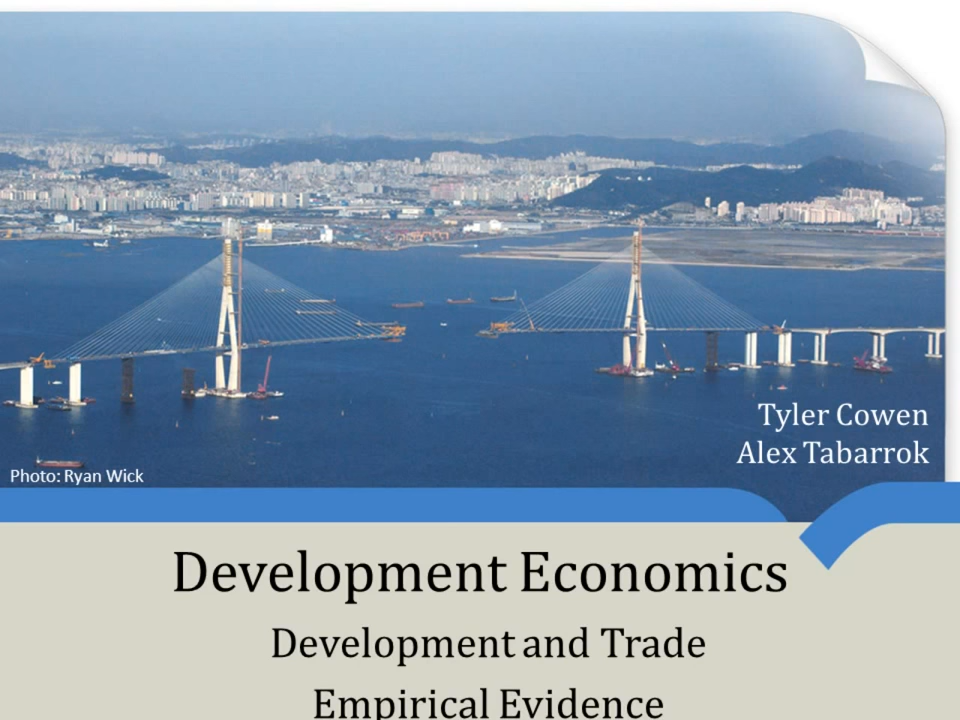 Tyler Cowen
Alex Tabarrok
Photo: Ryan Wick
Development Economics
Development and Trade
Empirical Evidence